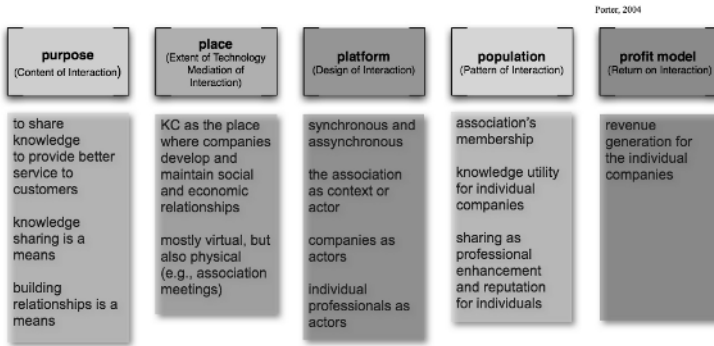 Porter, 2004
purpose
(Content of Interaction)
place
(Extent of Technology
Mediation of
Interaction)
platform
(Design of Interaction)
population
(Pattern of Interaction)
profit model
(Return on Interaction)
to share
knowledge
to provide better
service to
customers
knowledge
sharing is a
means
building
relationships is a
means
KC as the place
where companies
develop and
maintain social
and economic
relationships
mostly virtual, but
also physical
(e.g., association
meetings)
synchronous and
assynchronous
the association
as context or
actor
companies as
actors
individual
professionals as
actors
association's
membership
knowledge utility
for individual
companies
sharing as
professional
enhancement
and reputation
for individuals
revenue
generation for
the individual
companies